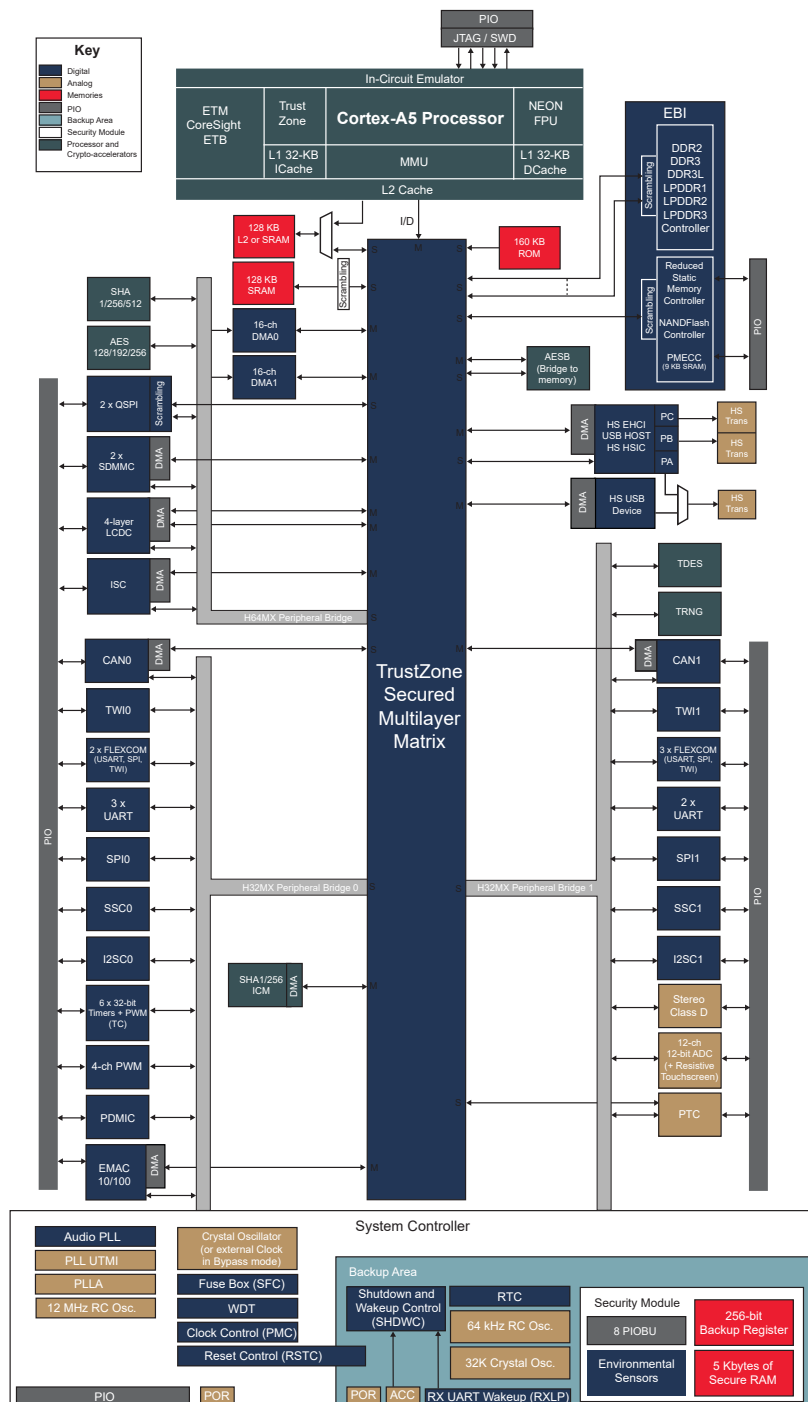 PIO
JTAG / SWD
Key
Digital
Analog
Memories
PIO
Backup Area
Security Module
Processor and
Crypto-accelerators
In-Circuit Emulator
ETM
CoreSight
ETB
Trust
Zone
Cortex-A5 Processor
NEON
FPU
L1 32-KB
ICache
MMU
L1 32-KB
DCache
L2 Cache
I/D
EBI
Scrambling
DDR2
DDR3
DDR3L
LPDDR1
LPDDR2
LPDDR3
Controller
Scrambling
Reduced
Static
Memory
Controller
NANDFlash
Controller
PMECC
(9 KB SRAM)
PIO
128 KB
L2 or SRAM
S
M
S
160 KB
ROM
128 KB
SRAM
Scrambling
S
S
S
S
SHA
1/256/512
AES
128/192/256
16-ch
DMA0
M
16-ch
DMA1
M
M
S
AESB
(Bridge to
memory)
PIO
2 x QSPI
Scrambling
S
2 x
SDMMC
DMA
M
4-layer
LCDC
DMA
M
M
ISC
DMA
M
H64MX Peripheral Bridge
S
M
S
DMA
HS EHCI
USB HOST
HS HSIC
PC
PB
PA
HS
Trans
HS
Trans
M
DMA
HS USB
Device
HS
Trans
TDES
TRNG
CAN0
DMA
S
M
DMA
CAN1
TrustZone
Secured
Multilayer
Matrix
TWI0
TWI1
2 x FLEXCOM
(USART, SPI,
TWI)
3 x FLEXCOM
(USART, SPI,
TWI)
3 x
UART
2 x
UART
PIO
SPI0
SPI1
H32MX Peripheral Bridge 0
S
S
H32MX Peripheral Bridge 1
SSC0
SSC1
I2SC0
I2SC1
SHA1/256
ICM
DMA
M
6 x 32-bit
Timers + PWM
(TC)
Stereo
Class D
4-ch PWM
12-ch
12-bit ADC
(+ Resistive
Touchscreen)
PDMIC
S
PTC
EMAC
10/100
DMA
M
System Controller
Audio PLL
PLL UTMI
PLLA
12 MHz RC Osc.
Crystal Oscillator
(or external Clock
in Bypass mode)
Fuse Box (SFC)
WDT
Clock Control (PMC)
Reset Control (RSTC)
Backup Area
Shutdown and
Wakeup Control
(SHDWC)
RTC
64 kHz RC Osc.
32K Crystal Osc.
Security Module
8 PIOBU
Environmental
Sensors
256-bit
Backup Register
5 Kbytes of
Secure RAM
PIO
POR
POR
ACC
RX UART Wakeup (RXLP)